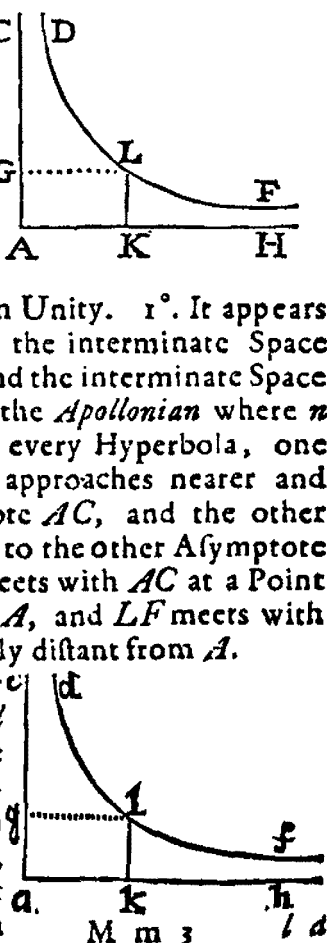 C D
G L
F
A K H
n Unity. 1°. It appears
the interminate Space
nd the interminate Space
the Apollonian where n
every Hyperbola, one
approaches nearer and
ote AC, and the other
to the other Aſymptote
eets with AC at a Point
A, and LF meets with
ly diſtant from A.
c d
g l
f
a. k h
M m 3 l d